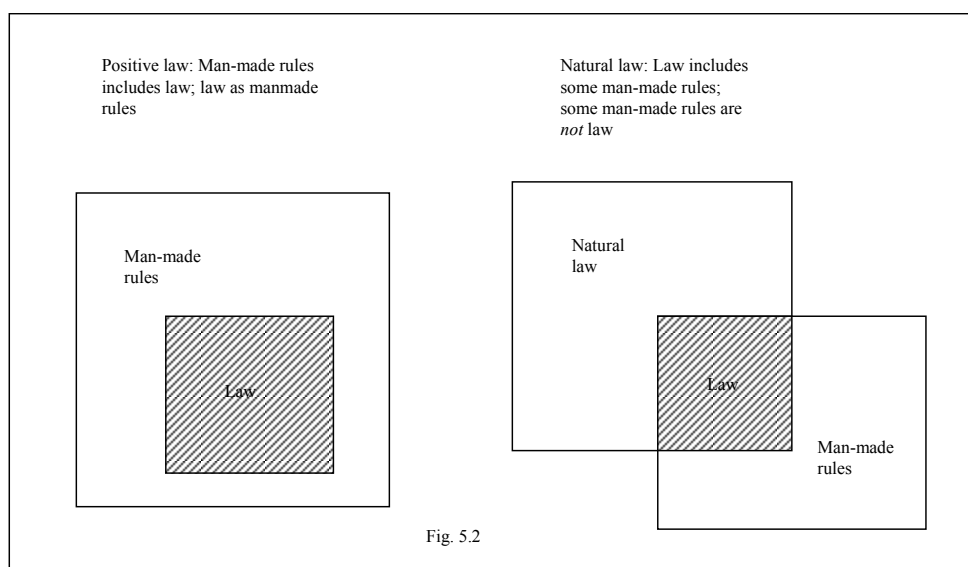 Positive law: Man-made rules
includes law; law as manmade
rules
Natural law: Law includes
some man-made rules;
some man-made rules are
not law
Man-made
rules
Law
Natural
law
Law
Man-made
rules
Fig. 5.2